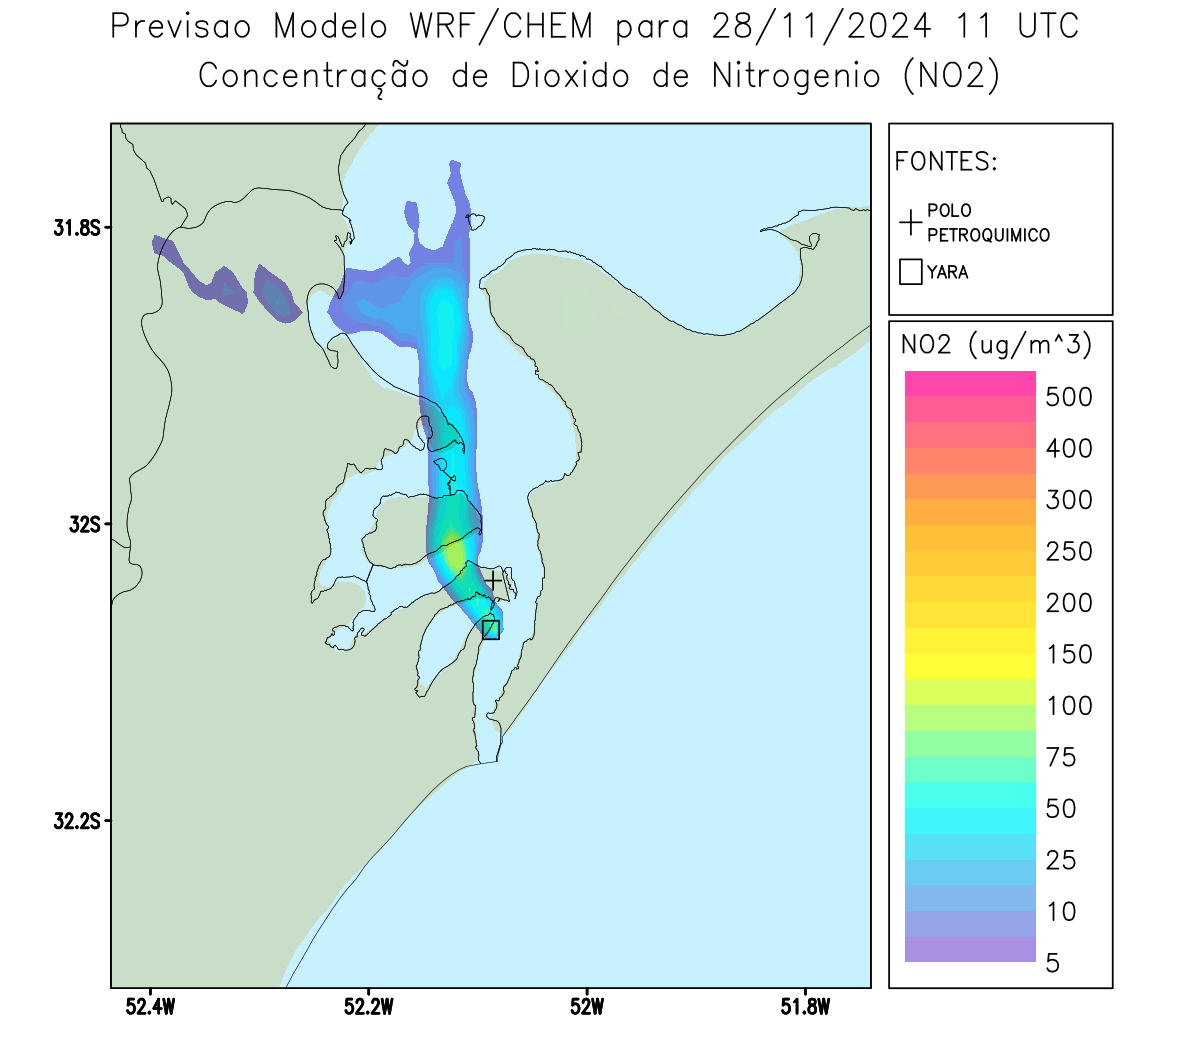 Previsao Modelo WRF/CHEM para 28/11/2024 11 UTC
Concentração de Dioxido de Nitrogenio (NO2)
FONTES:
POLO
PETROQUIMICO
YARA
NO2 (ug/m^3)
500
400
300
250
200
150
100
75
50
25
10
5
31.8S
32S
32.2S
52.4W
52.2W
52W
51.8W